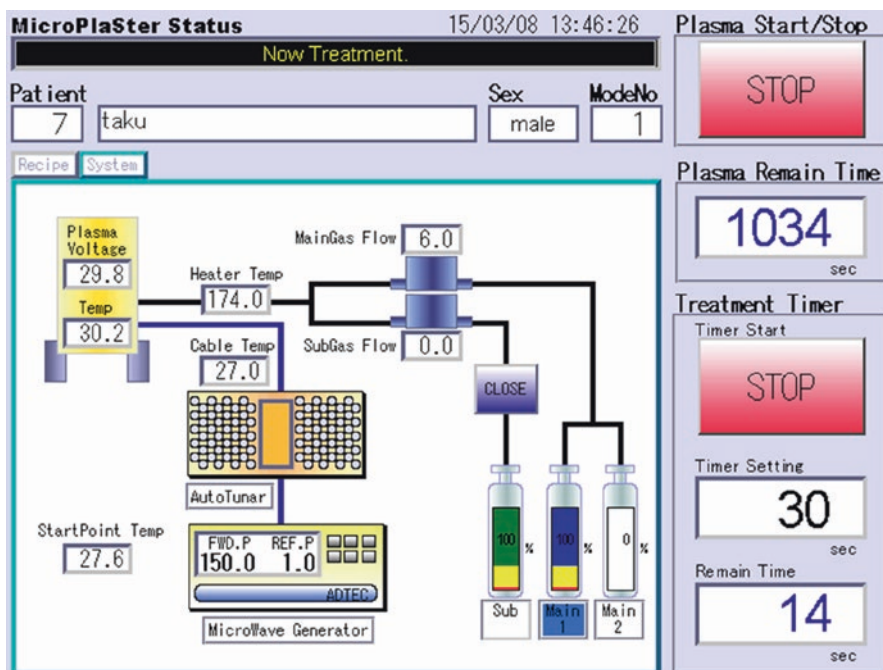 MicroPlaSter Status 15/03/08 13:46:26
Now Treatment.
Patient Sex ModeNo
7 taku male 1
Recipe System
Plasma Voltage
29.8
Temp
30.2
Heater Temp
174.0
MainGas Flow 6.0
SubGas Flow 0.0
Cable Temp
27.0
CLOSE
AutoTunar
StartPoint Temp
27.6
FWD.P REF.P
150.0 1.0
ADTEC
MicroWave Generator
100 % 100 % 0 %
Sub Main 1 Main 2
Plasma Start/Stop
STOP
Plasma Remain Time
1034
sec
Treatment Timer
Timer Start
STOP
Timer Setting
30
sec
Remain Time
14
sec